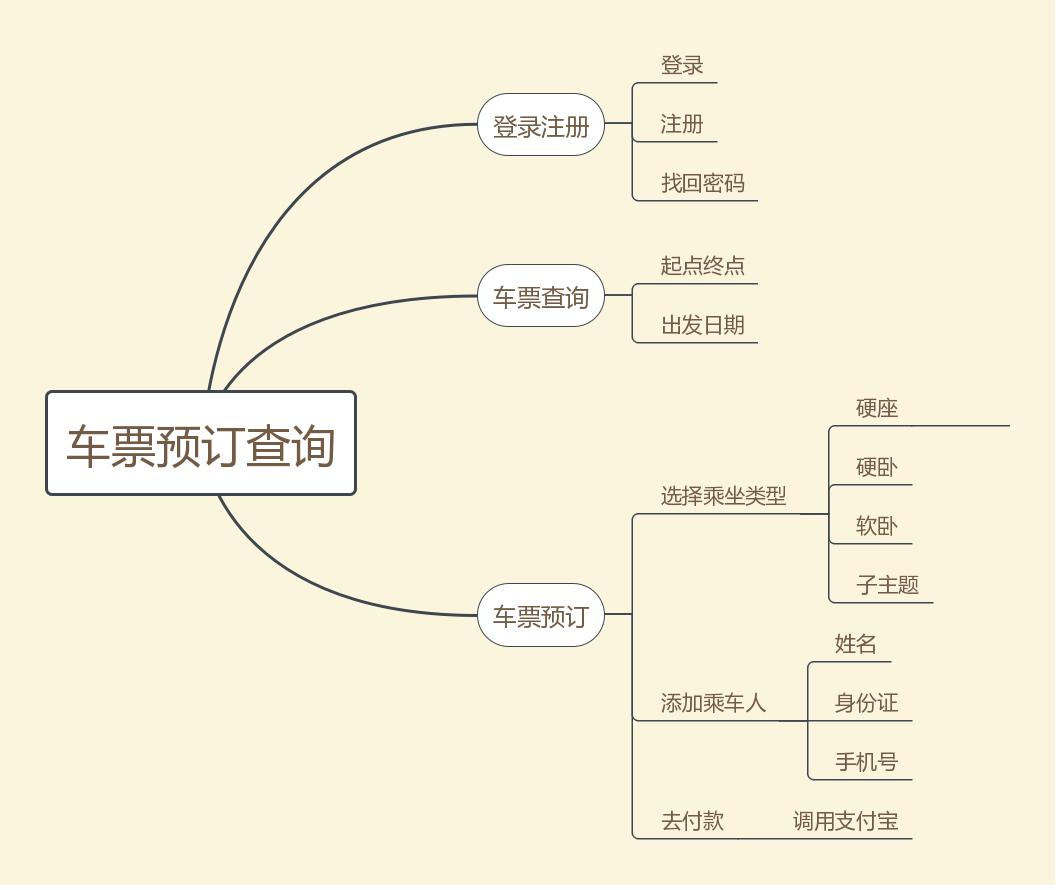 车票预订查询
登录注册
登录
注册
找回密码
车票查询
起点终点
出发日期
车票预订
选择乘坐类型
硬座
硬卧
软卧
子主题
添加乘车人
姓名
身份证
手机号
去付款
调用支付宝